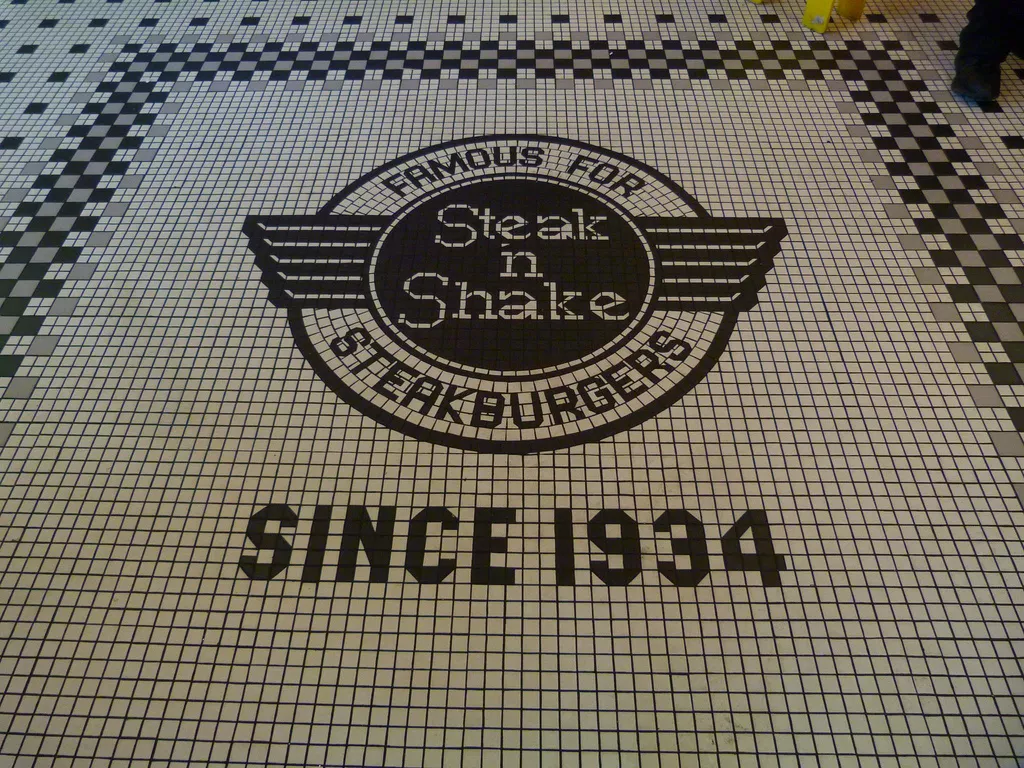 FAMOUS FOR
Steak
n
Shake
STEAKBURGERS
SINCE 1934